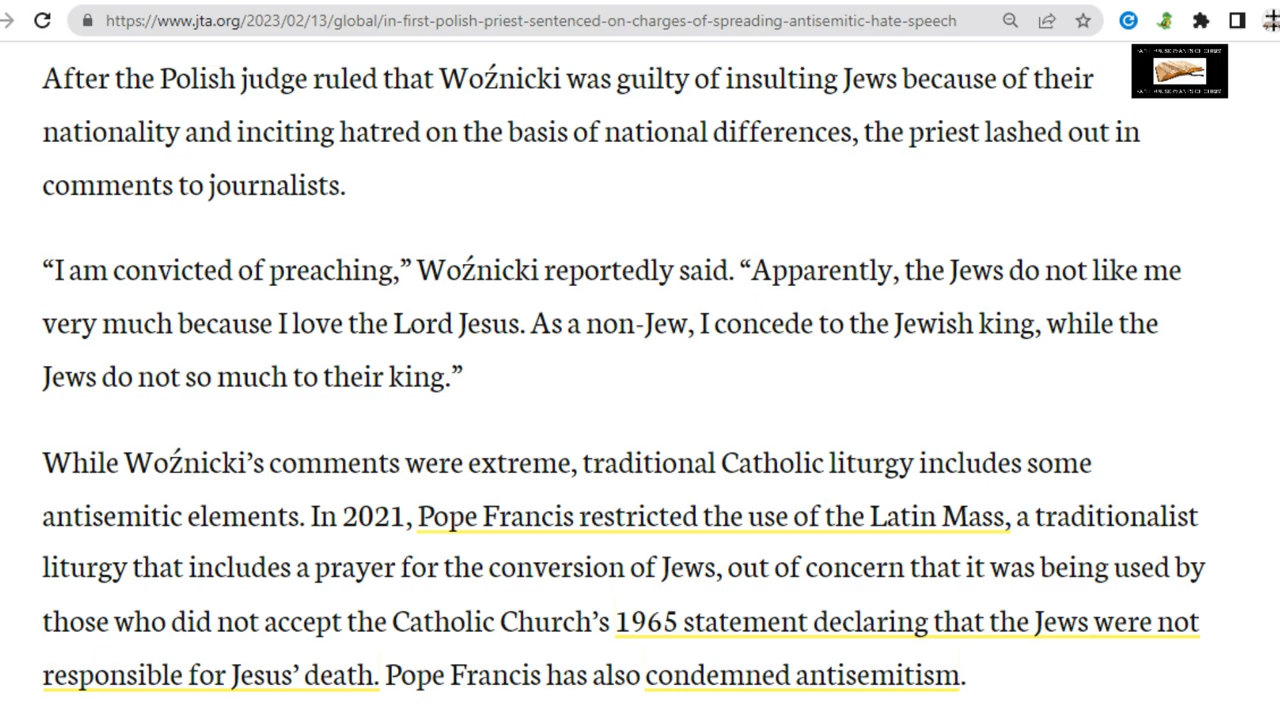 https://www.jta.org/2023/02/13/global/in-first-polish-priest-sentenced-on-charges-of-spreading-antisemitic-hate-speech
After the Polish judge ruled that Woźnicki was guilty of insulting Jews because of their
nationality and inciting hatred on the basis of national differences, the priest lashed out in
comments to journalists.
“I am convicted of preaching,” Woźnicki reportedly said. “Apparently, the Jews do not like me
very much because I love the Lord Jesus. As a non-Jew, I concede to the Jewish king, while the
Jews do not so much to their king.”
While Woźnicki’s comments were extreme, traditional Catholic liturgy includes some
antisemitic elements. In 2021, Pope Francis restricted the use of the Latin Mass, a traditionalist
liturgy that includes a prayer for the conversion of Jews, out of concern that it was being used by
those who did not accept the Catholic Church’s 1965 statement declaring that the Jews were not
responsible for Jesus’ death. Pope Francis has also condemned antisemitism.